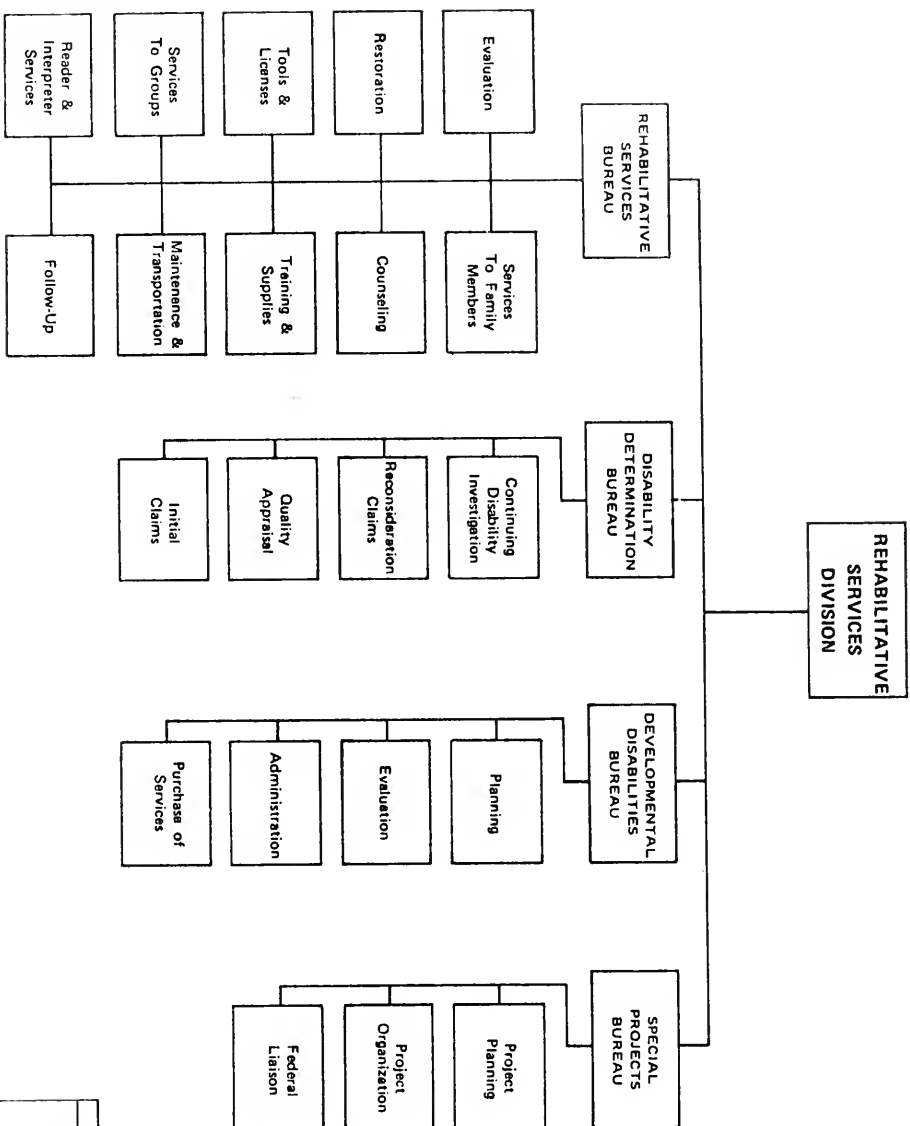 REHABILITATIVE
SERVICES
DIVISION
REHABILITATIVE
SERVICES
BUREAU
Evaluation
Services
To Family
Members
Restoration
Counseling
Tools &
Licenses
Training &
Supplies
Services
To Groups
Maintenance &
Transportation
Reader &
Interpreter
Services
Follow-Up
DISABILITY
DETERMINATION
BUREAU
Continuing
Disability
Investigation
Reconsideration
Claims
Quality
Appraisal
Initial
Claims
DEVELOPMENTAL
DISABILITIES
BUREAU
Planning
Evaluation
Administration
Purchase of
Services
SPECIAL
PROJECTS
BUREAU
Project
Planning
Project
Organization
Federal
Liaison